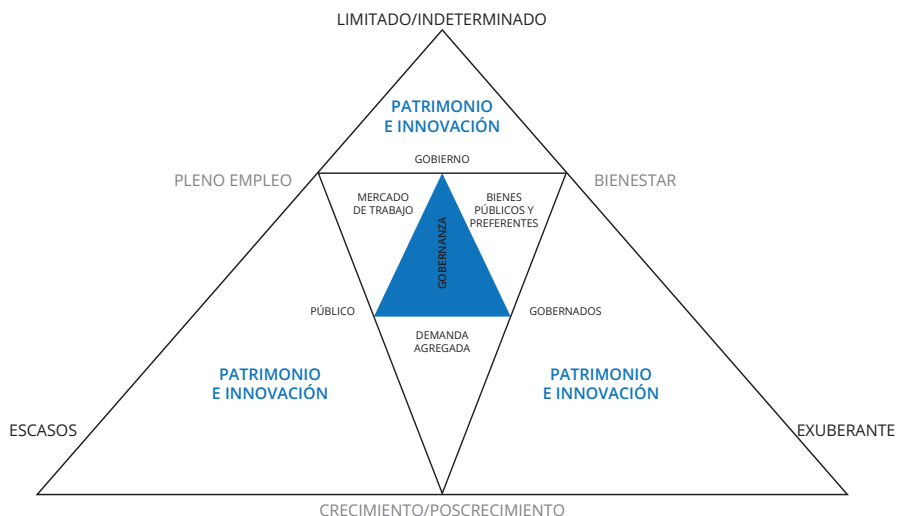 LIMITADO/INDETERMINADO
PATRIMONIO
E INNOVACIÓN
GOBIERNO
PLENO EMPLEO
BIENESTAR
MERCADO
DE TRABAJO
BIENES
PÚBLICOS Y
PREFERENTES
GOBERNANZA
PÚBLICO
GOBERNADOS
DEMANDA
AGREGADA
PATRIMONIO
E INNOVACIÓN
PATRIMONIO
E INNOVACIÓN
ESCASOS
EXUBERANTE
CRECIMIENTO/POSCRECIMIENTO